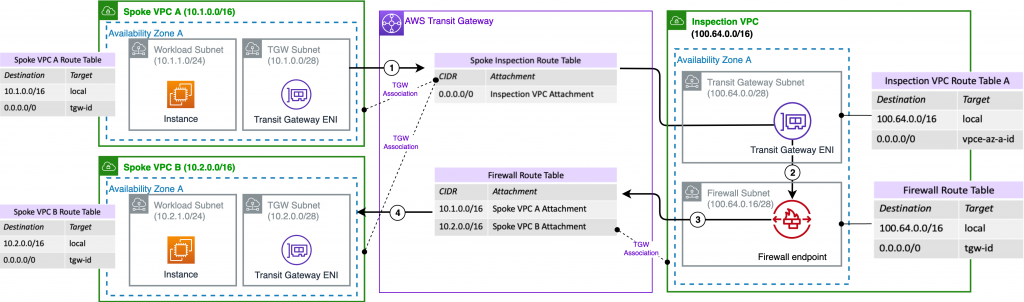 Spoke VPC A (10.1.0.0/16)
Availability Zone A
Workload Subnet
(10.1.1.0/24)
Instance
TGW Subnet
(10.1.0.0/28)
Transit Gateway ENI
Spoke VPC A Route Table
Destination Target
10.1.0.0/16 local
0.0.0.0/0 tgw-id
1
TGW
Association
TGW
Association
Spoke VPC B (10.2.0.0/16)
Availability Zone A
Workload Subnet
(10.2.1.0/24)
Instance
TGW Subnet
(10.2.0.0/28)
Transit Gateway ENI
Spoke VPC B Route Table
Destination Target
10.2.0.0/16 local
0.0.0.0/0 tgw-id
4
AWS Transit Gateway
Spoke Inspection Route Table
CIDR Attachment
0.0.0.0/0 Inspection VPC Attachment
Firewall Route Table
CIDR Attachment
10.1.0.0/16 Spoke VPC A Attachment
10.2.0.0/16 Spoke VPC B Attachment
TGW
Association
Inspection VPC
(100.64.0.0/16)
Availability Zone A
Transit Gateway Subnet
(100.64.0.0/28)
Transit Gateway ENI
2
Firewall Subnet
(100.64.0.16/28)
3
Firewall endpoint
Inspection VPC Route Table A
Destination Target
100.64.0.0/16 local
0.0.0.0/0 vpce-az-a-id
Firewall Route Table
Destination Target
100.64.0.0/16 local
0.0.0.0/0 tgw-id